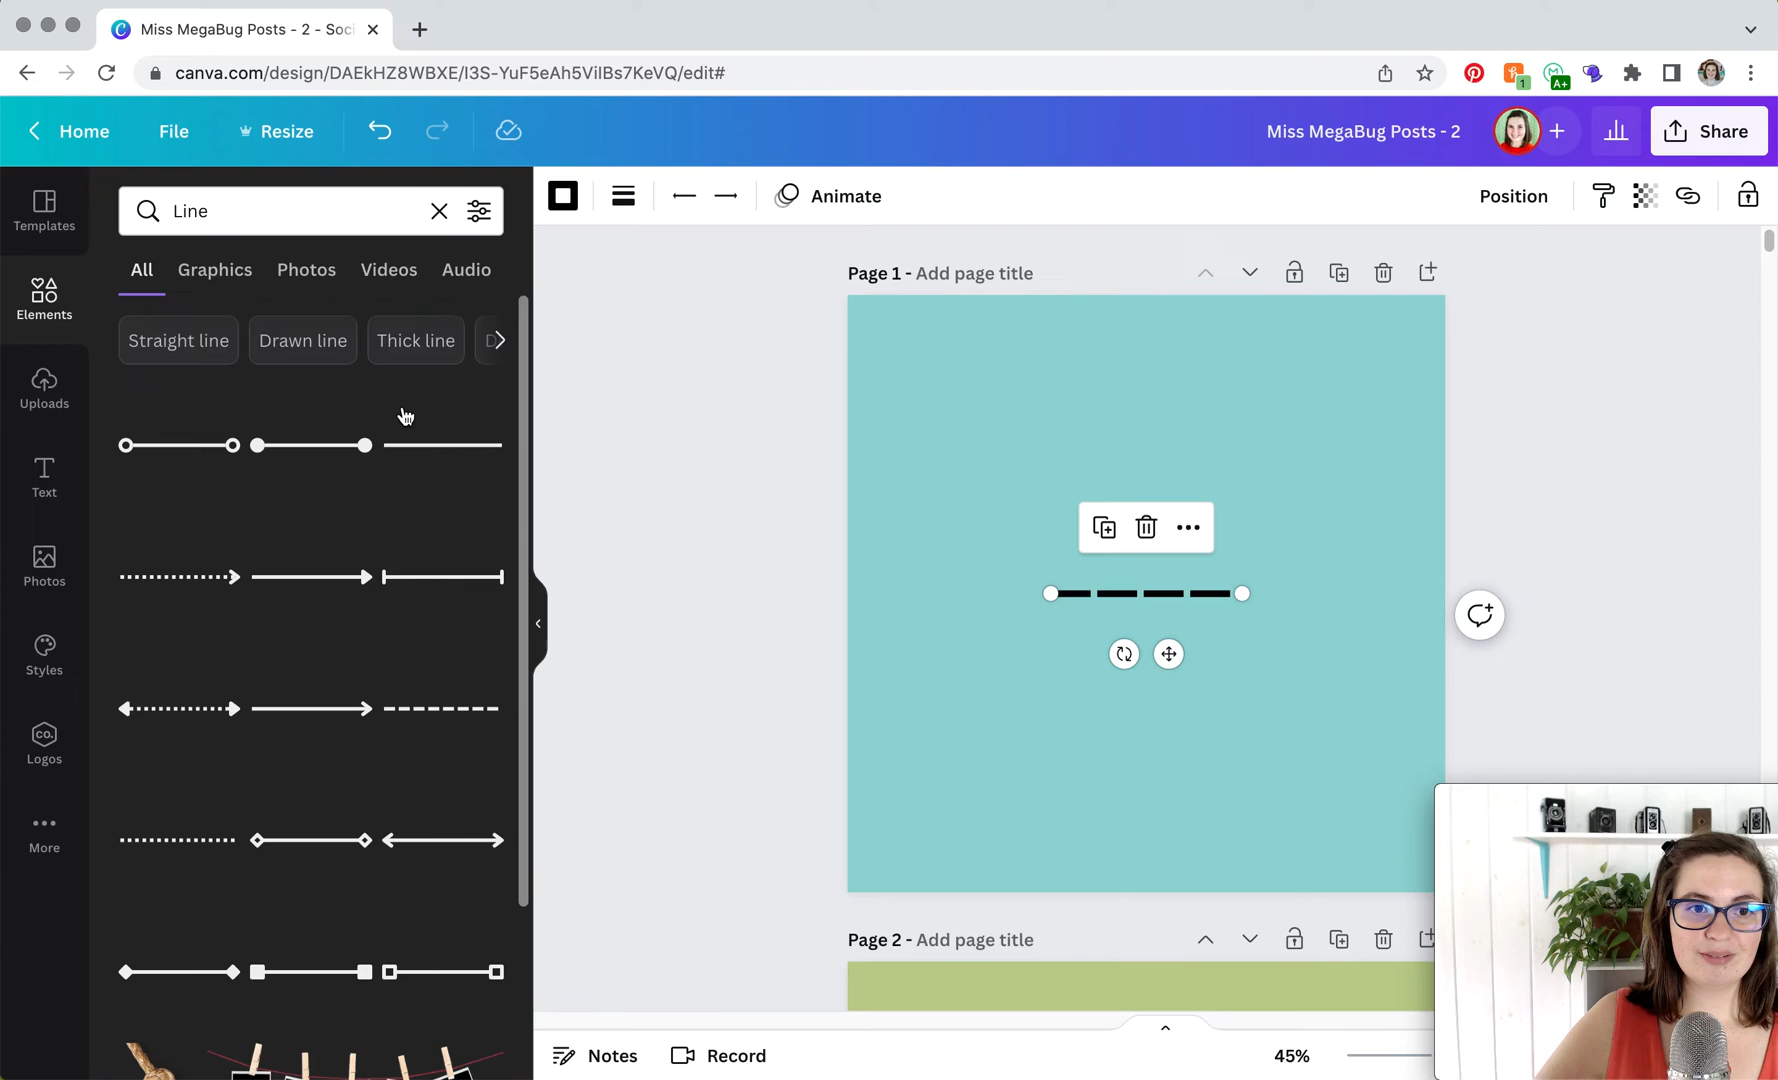 Miss MegaBug Posts - 2 - Soci
canva.com/design/DAEkHZ8WBXE/I3S-YuF5eAh5ViIBs7KeVQ/edit#
1
A+
Home
File
Resize
Miss MegaBug Posts - 2
Share
Templates
Elements
Uploads
Text
Photos
Styles
CO.
Logos
More
Line
All
Graphics
Photos
Videos
Audio
Straight line
Drawn line
Thick line
D
Animate
Position
Page 1 - Add page title
Page 2 - Add page title
Notes
Record
45%